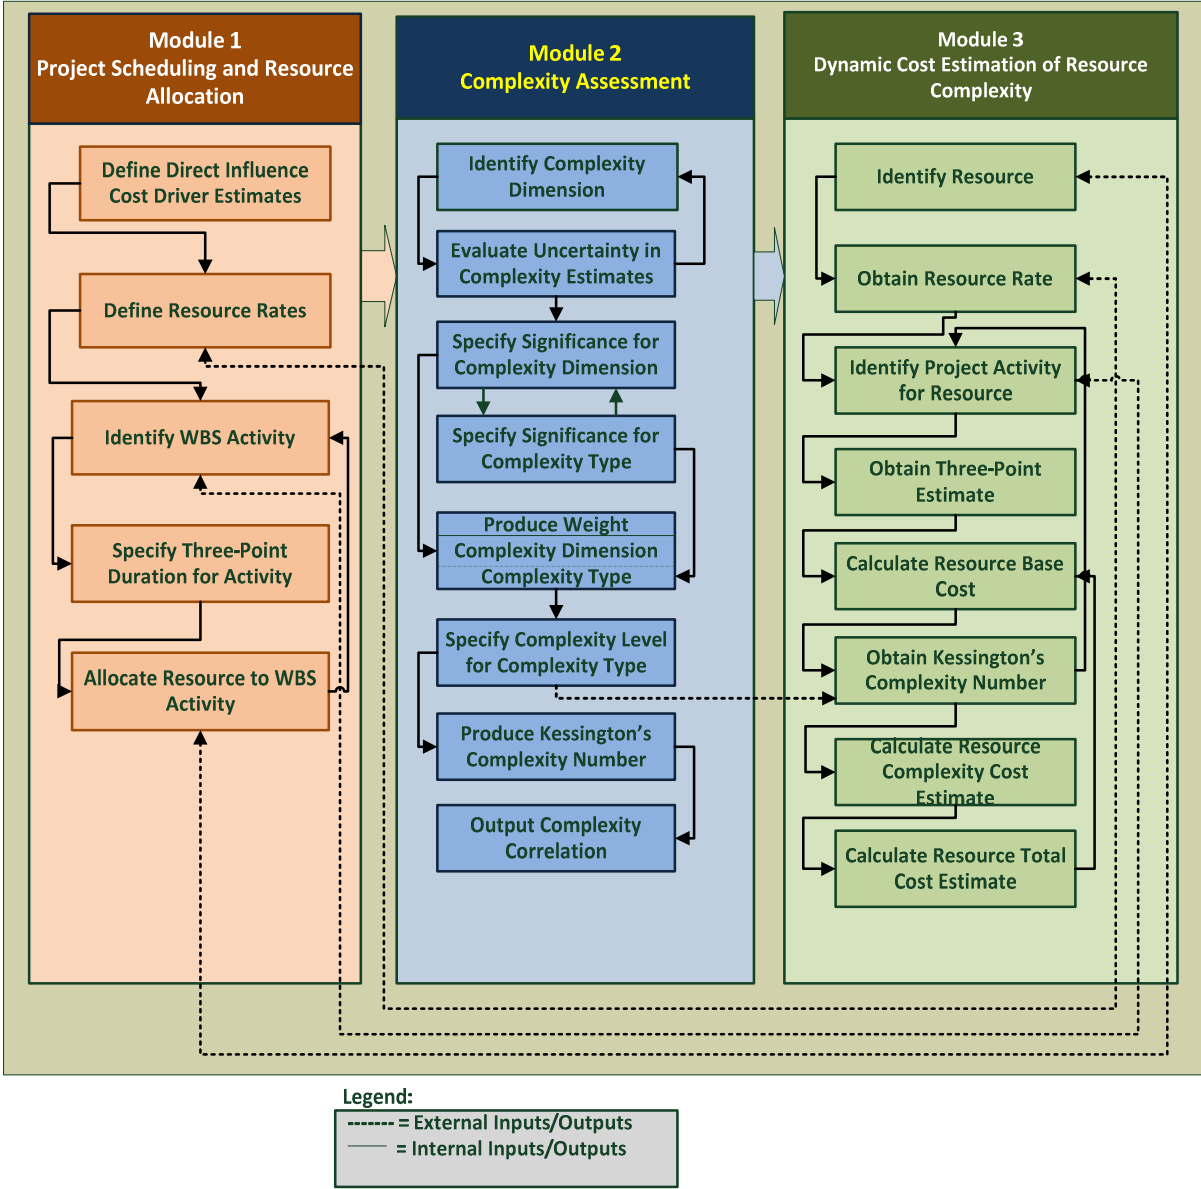 Module 1
Project Scheduling and Resource
Allocation
Define Direct Influence
Cost Driver Estimates
Define Resource Rates
Identify WBS Activity
Specify Three-Point
Duration for Activity
Allocate Resource to WBS
Activity
Module 2
Complexity Assessment
Identify Complexity
Dimension
Evaluate Uncertainty in
Complexity Estimates
Specify Significance for
Complexity Dimension
Specify Significance for
Complexity Type
Produce Weight
Complexity Dimension
Complexity Type
Specify Complexity Level
for Complexity Type
Produce Kessington's
Complexity Number
Output Complexity
Correlation
Module 3
Dynamic Cost Estimation of Resource
Complexity
Identify Resource
Obtain Resource Rate
Identify Project Activity
for Resource
Obtain Three-Point
Estimate
Calculate Resource Base
Cost
Obtain Kessington's
Complexity Number
Calculate Resource
Complexity Cost
Estimate
Calculate Resource Total
Cost Estimate
Legend:
= External Inputs/Outputs
= Internal Inputs/Outputs